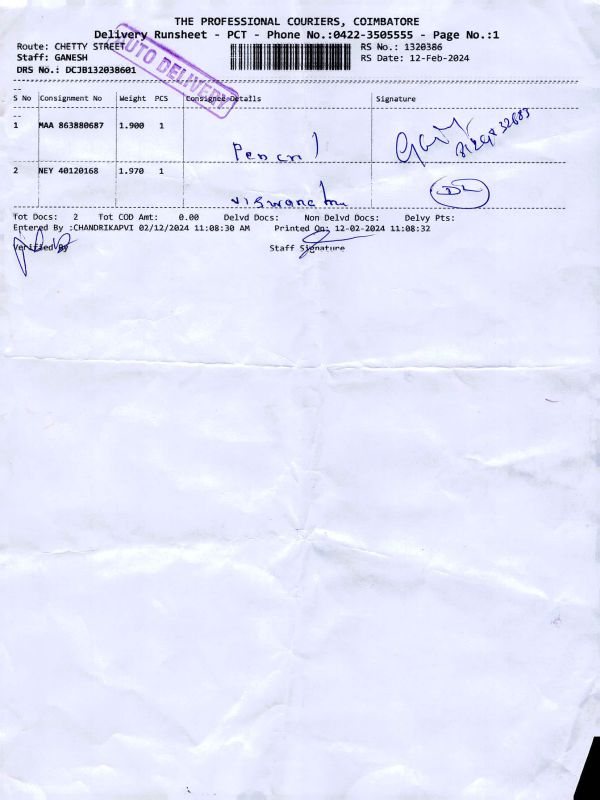 THE PROFESSIONAL COURIERS, COIMBATORE
Delivery Runsheet - PCT - Phone No.:0422-3505555 - Page No.:1
Route: CHETTY STREET
RS No.: 1320386
Staff: GANESH
RS Date: 12-Feb-2024
DRS No.: DCJB132038601
AUTO DELIVERY
S No Consignment No Weight PCS Consignee Details Signature
1 MAA 863880687 1.900 1
2 NEY 40120168 1.970 1
Tot Docs: 2 Tot COD Amt: 0.00 Delvd Docs: Non Delvd Docs: Delvy Pts:
Entered By :CHANDRIKAPVI 02/12/2024 11:08:30 AM Printed On: 12-02-2024 11:08:32
Verified By Staff Signature